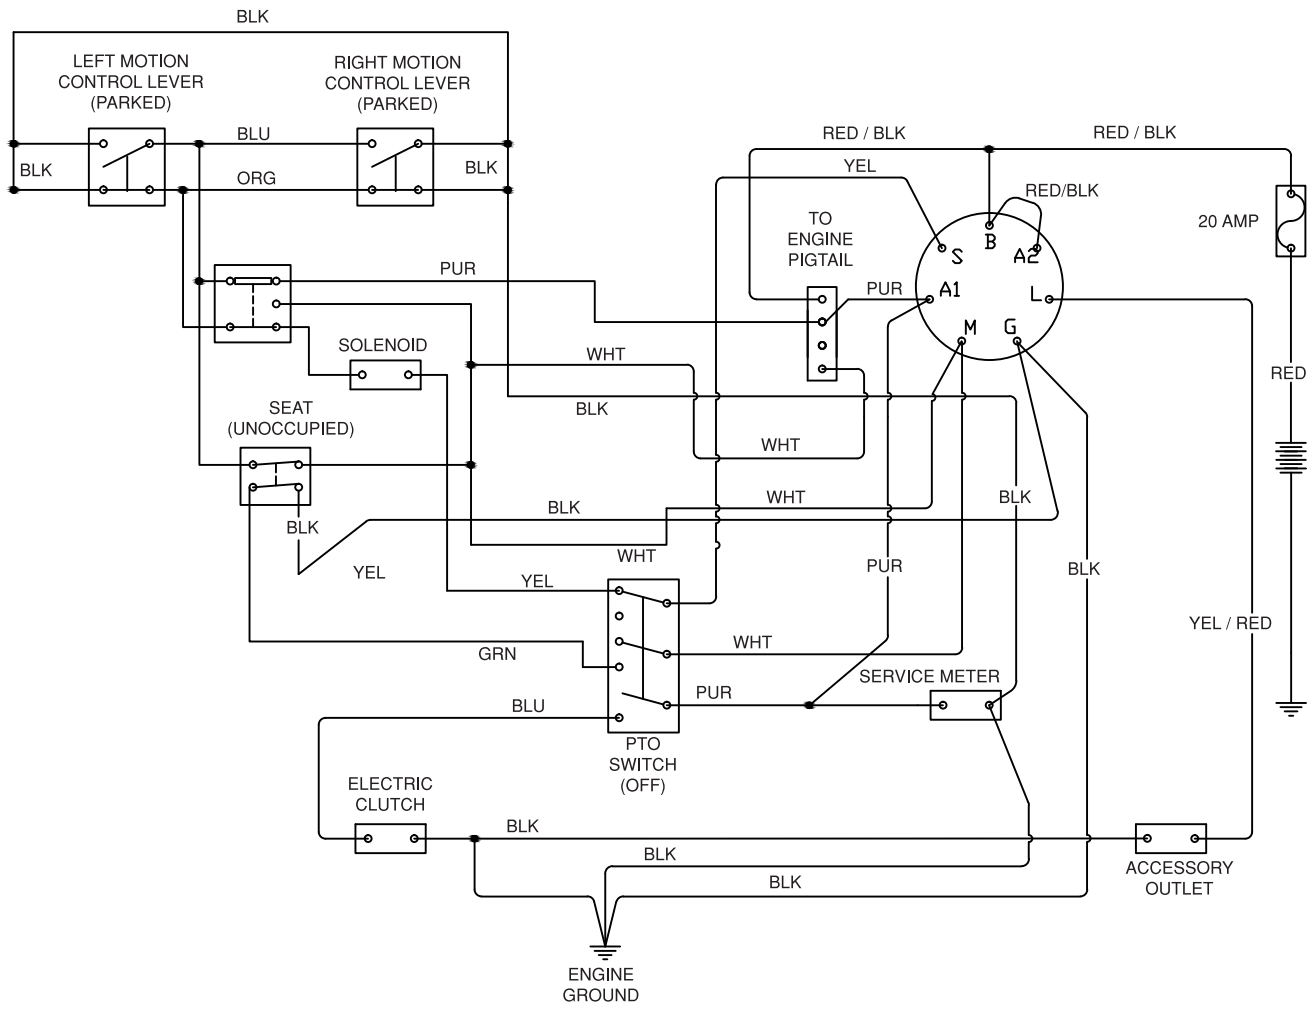 BLK
LEFT MOTION
CONTROL LEVER
(PARKED)
RIGHT MOTION
CONTROL LEVER
(PARKED)
BLU
BLK
BLK
ORG
RED / BLK
RED / BLK
YEL
RED/BLK
20 AMP
TO
ENGINE
PIGTAIL
B
S
A2
PUR
PUR
A1
L
M
G
SOLENOID
WHT
RED
SEAT
(UNOCCUPIED)
BLK
WHT
WHT
BLK
BLK
BLK
WHT
YEL
YEL
PUR
BLK
YEL / RED
GRN
WHT
SERVICE METER
PUR
BLU
PTO
SWITCH
(OFF)
ELECTRIC
CLUTCH
BLK
BLK
BLK
ACCESSORY
OUTLET
ENGINE
GROUND